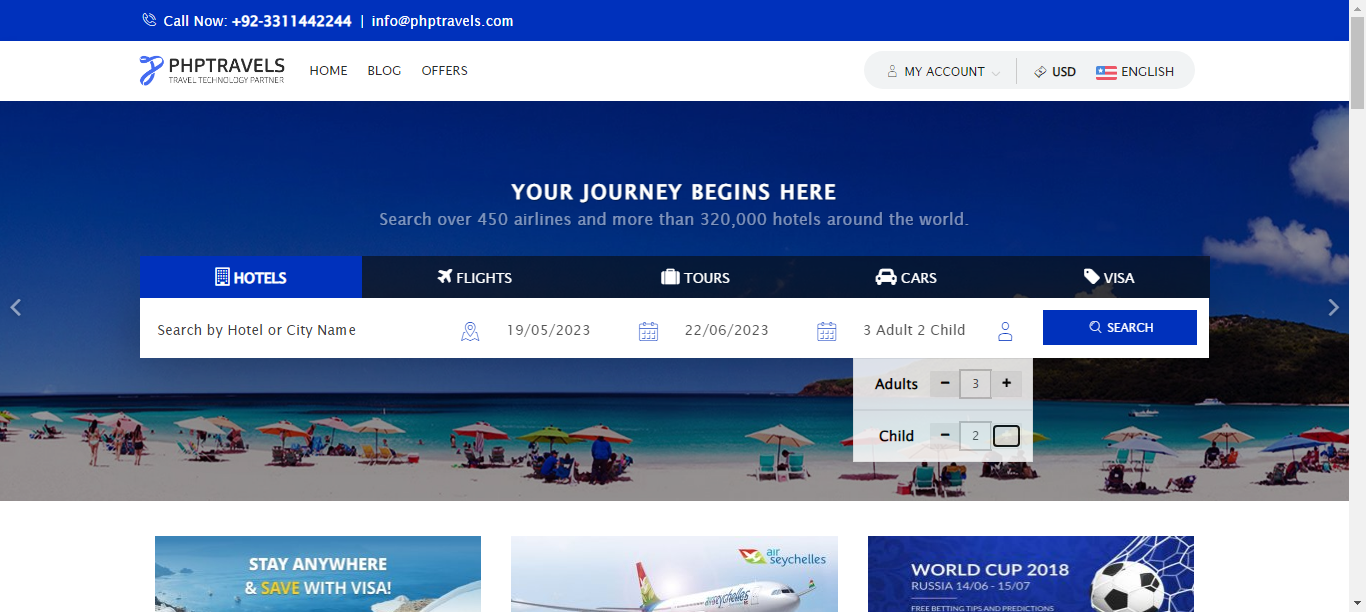 Call Now: +92-3311442244 | info@phptravels.com
PHPTRAVELS
TRAVEL TECHNOLOGY PARTNER
HOME BLOG OFFERS
MY ACCOUNT USD ENGLISH
YOUR JOURNEY BEGINS HERE
Search over 450 airlines and more than 320,000 hotels around the world.
HOTELS FLIGHTS TOURS CARS VISA
Search by Hotel or City Name 19/05/2023 22/06/2023 3 Adult 2 Child SEARCH
Adults - 3 +
Child - 2
STAY ANYWHERE
& SAVE WITH VISA!
air
seychelles
airseychelles
WORLD CUP 2018
RUSSIA 14/06 - 15/07
FREE BETTING TIPS AND PREDICTIONS